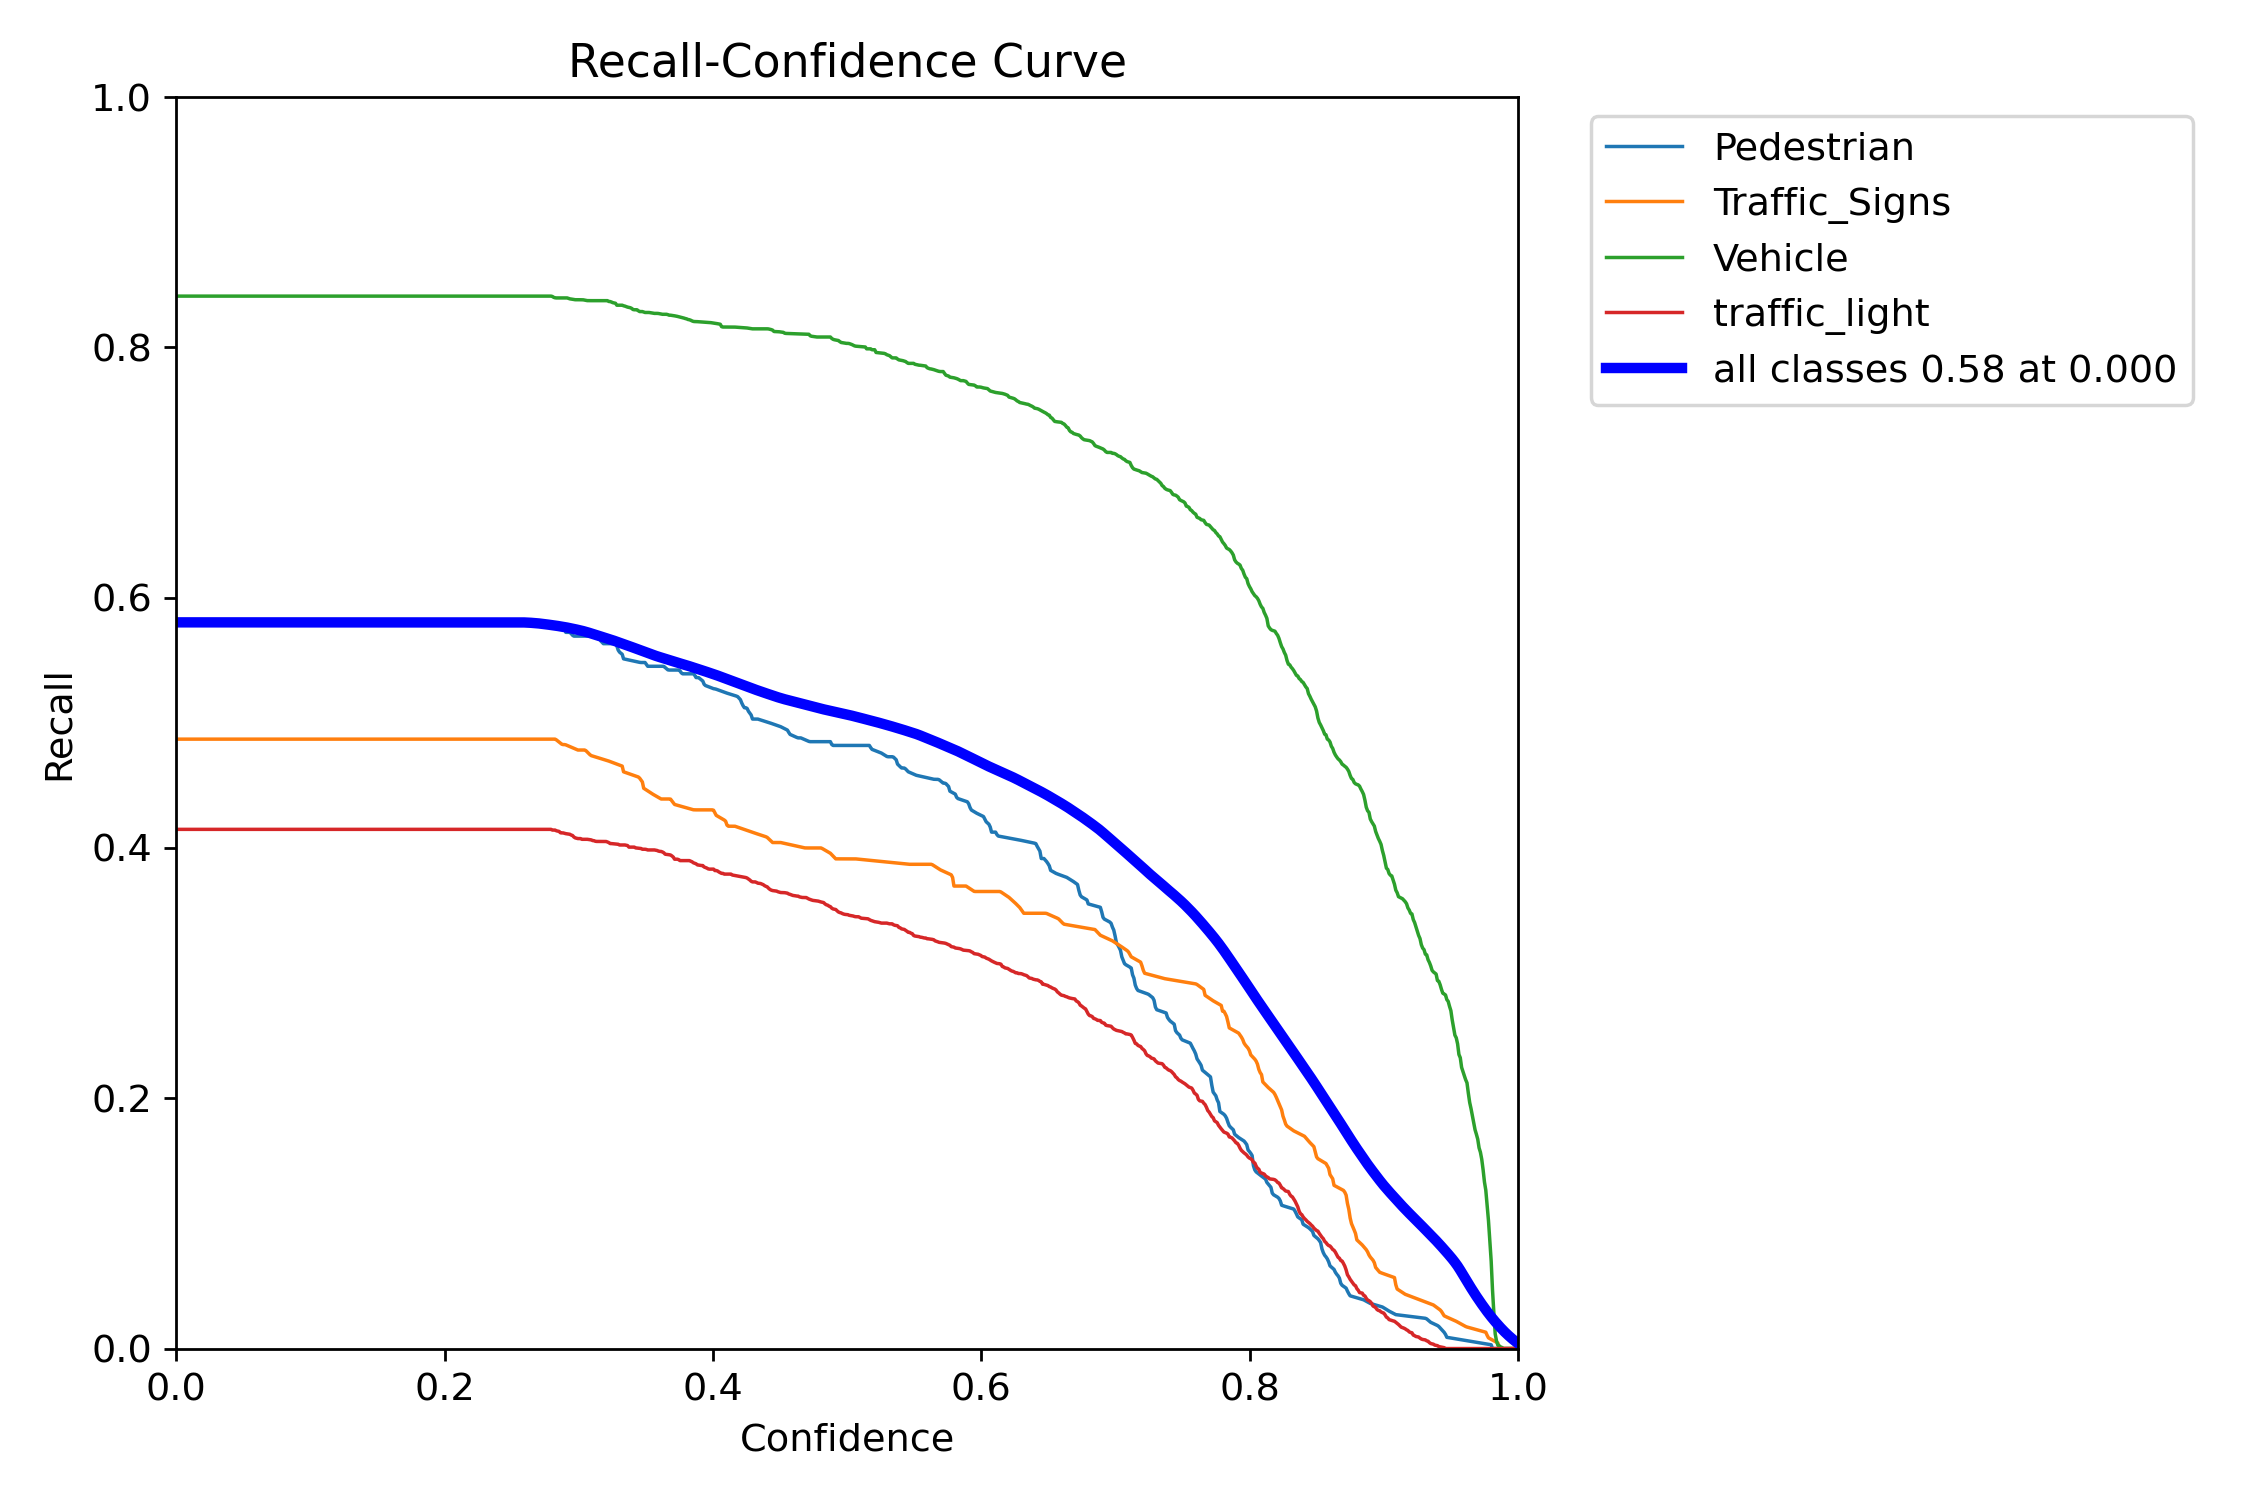 Recall-Confidence Curve
1.0
0.8
0.6
0.4
0.2
0.0
Recall
0.0 0.2 0.4 0.6 0.8 1.0
Confidence
Pedestrian
Traffic_Signs
Vehicle
traffic_light
all classes 0.58 at 0.000